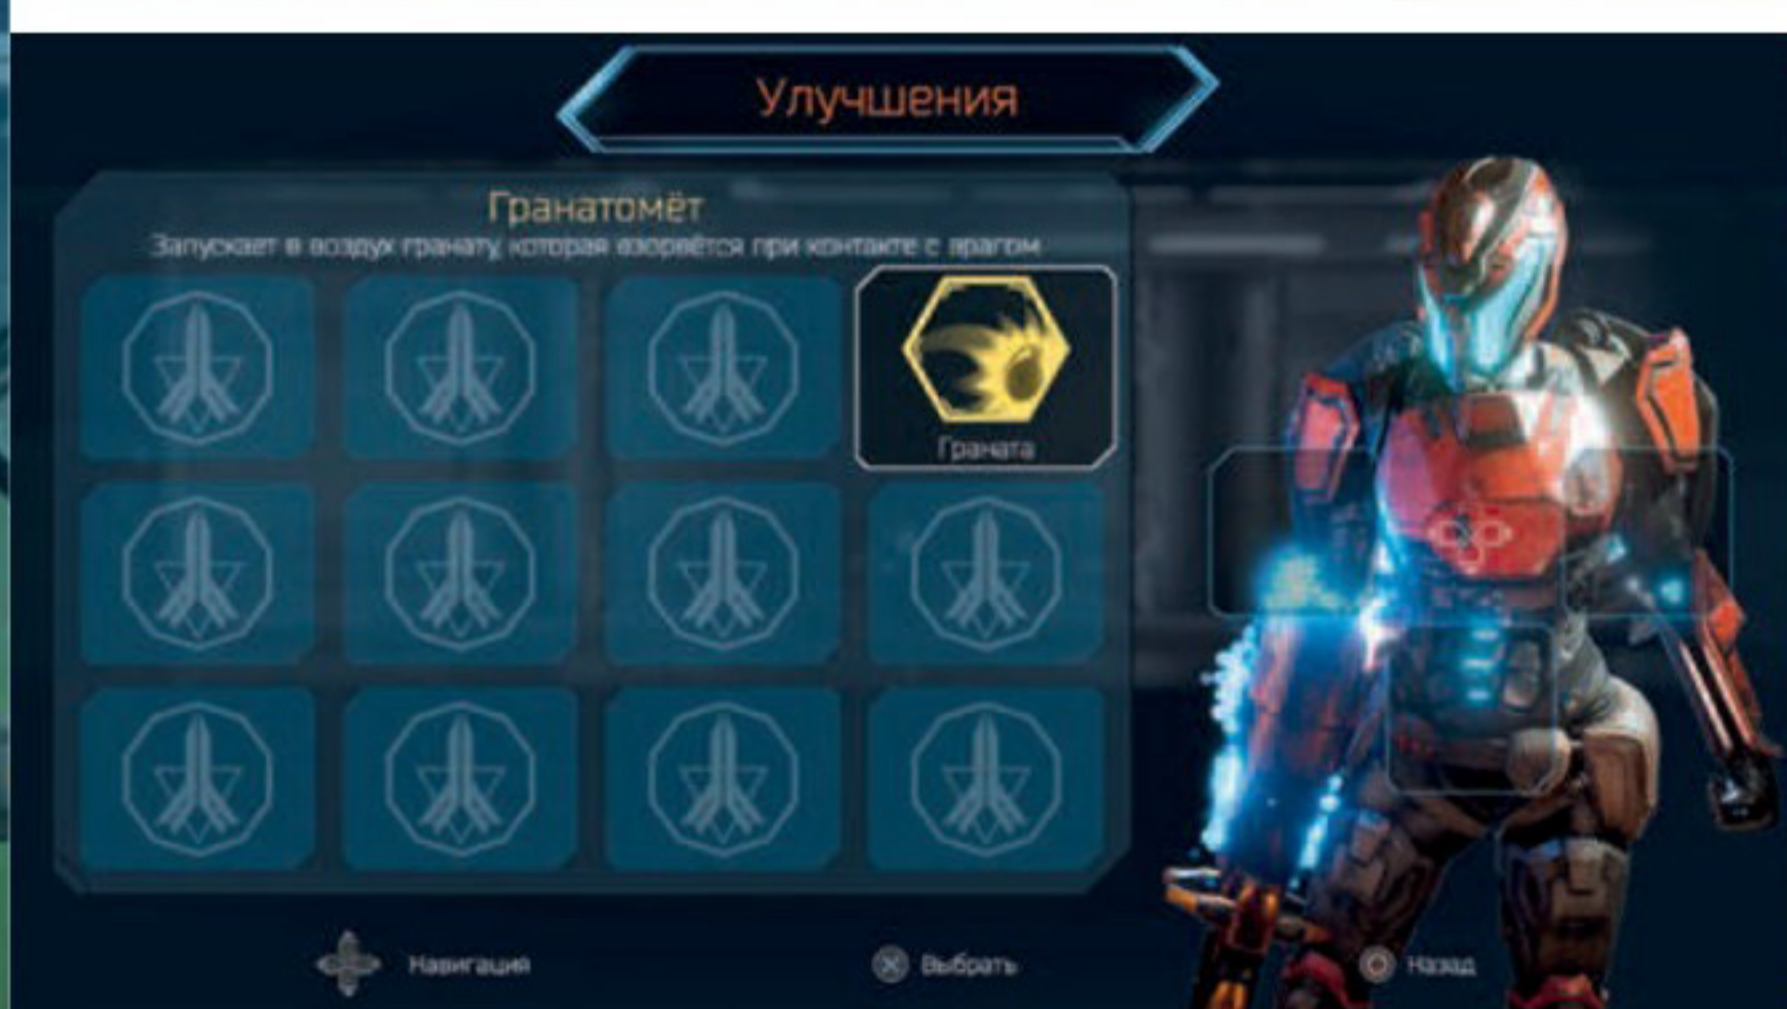 Улучшения
Гранатомёт
Запускает в воздух гранату, которая взорвётся при контакте с врагом
Граната
Навигация
Выбрать
Назад